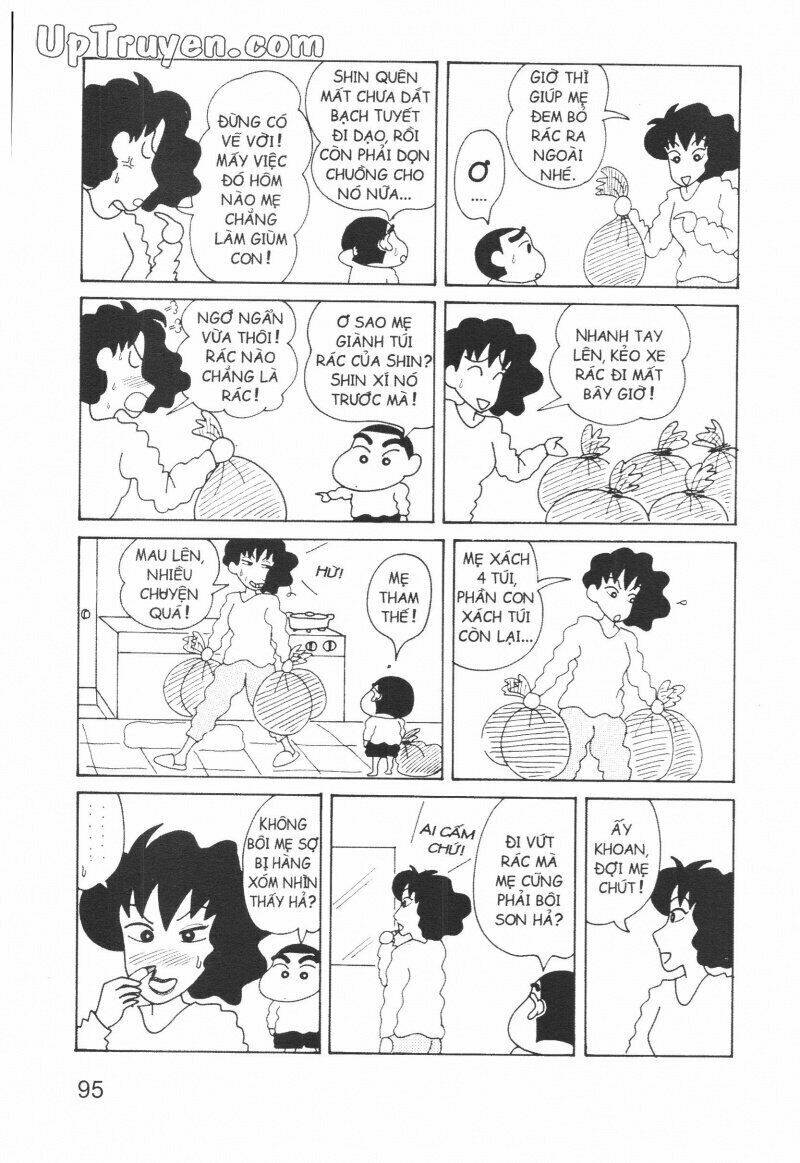 UpTruyen.com
GIỜ THÌ
GIÚP MẸ
ĐEM BỎ
RÁC RA
NGOÀI
NHÉ.
Ơ
....
SHIN QUÊN
MẤT CHƯA DẮT
BẠCH TUYẾT
ĐI DẠO, RỒI
CÒN PHẢI DỌN
CHUỒNG CHO
NÓ NỮA...
ĐỪNG CÓ
VẼ VỜI!
MẤY VIỆC
ĐÓ HÔM
NÀO MẸ
CHẲNG
LÀM GIÙM
CON!
NHANH TAY
LÊN, KẺO XE
RÁC ĐI MẤT
BÂY GIỜ!
Ơ SAO MẸ
GIÀNH TÚI
RÁC CỦA SHIN?
SHIN XÍ NÓ
TRƯỚC MÀ!
NGỚ NGẨN
VỪA THÔI!
RÁC NÀO
CHẲNG LÀ
RÁC!
MẸ XÁCH
4 TÚI,
PHẦN CON
XÁCH TÚI
CÒN LẠI...
MẸ
THAM
THẾ!
HỪ!
MAU LÊN,
NHIỀU
CHUYỆN
QUÁ!
ẤY
KHOAN,
ĐỢI MẸ
CHÚT!
ĐI VỨT
RÁC MÀ
MẸ CŨNG
PHẢI BÔI
SON HẢ?
AI CẤM
CHỨ!
KHÔNG
BÔI MẸ SỢ
BỊ HÀNG
XÓM NHÌN
THẤY HẢ?
95